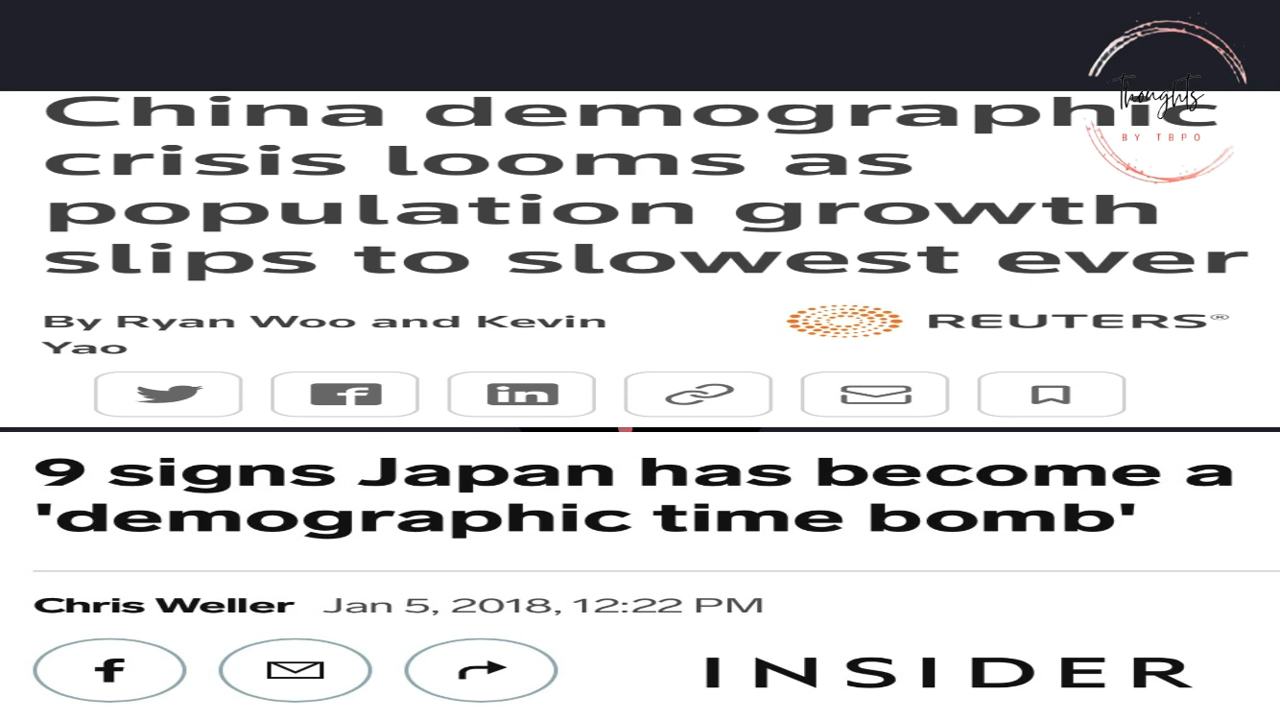 Thoughts
BY TBPO
China demographic
crisis looms as
population growth
slips to slowest ever
By Ryan Woo and Kevin
Yao
REUTERS®
9 signs Japan has become a
'demographic time bomb'
Chris Weller Jan 5, 2018, 12:22 PM
INSIDER